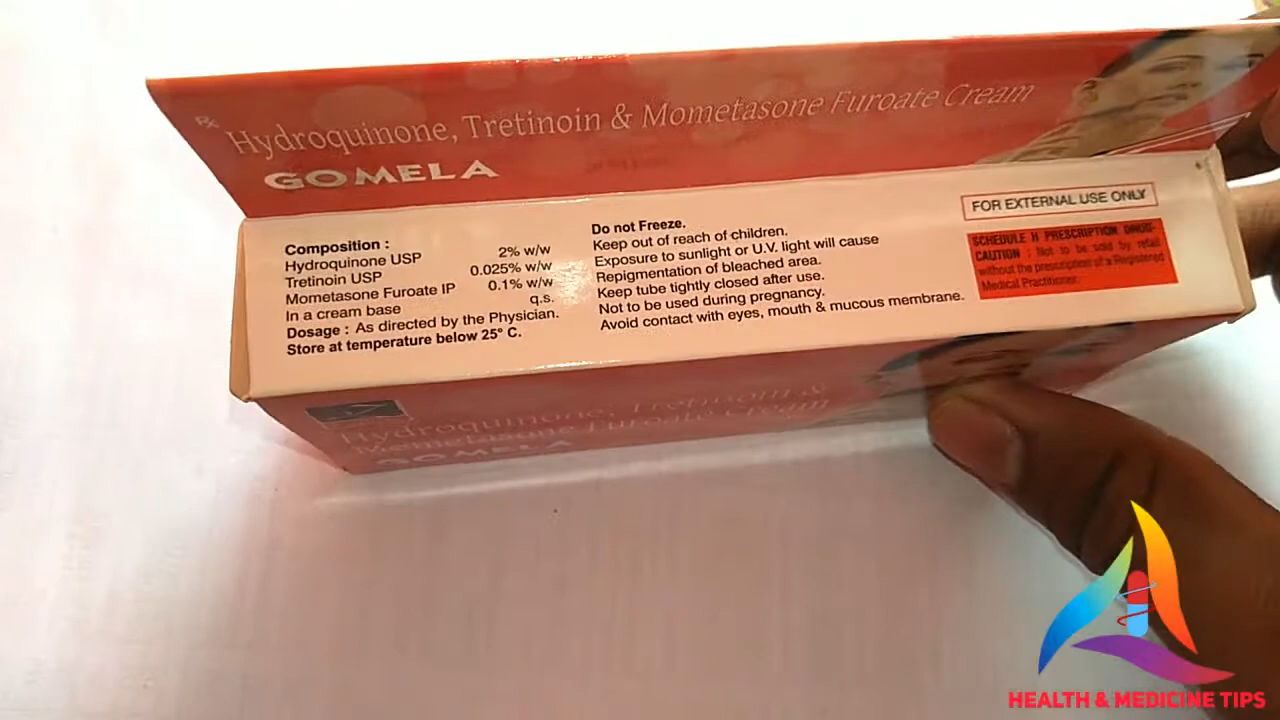 Rx
Hydroquinone, Tretinoin & Mometasone Furoate Cream
GOMELA
Composition :
Hydroquinone USP 2% w/w
Tretinoin USP 0.025% w/w
Mometasone Furoate IP 0.1% w/w
In a cream base q.s.
Dosage : As directed by the Physician.
Store at temperature below 25° C.
Do not Freeze.
Keep out of reach of children.
Exposure to sunlight or U.V. light will cause
Repigmentation of bleached area.
Keep tube tightly closed after use.
Not to be used during pregnancy.
Avoid contact with eyes, mouth & mucous membrane.
FOR EXTERNAL USE ONLY
SCHEDULE H PRESCRIPTION DRUG-
CAUTION : Not to be sold by retail
without the prescription of a Registered
Medical Practitioner.
Hydroquinone, Tretinoin &
Mometasone Furoate Cream
GOMELA
HEALTH & MEDICINE TIPS